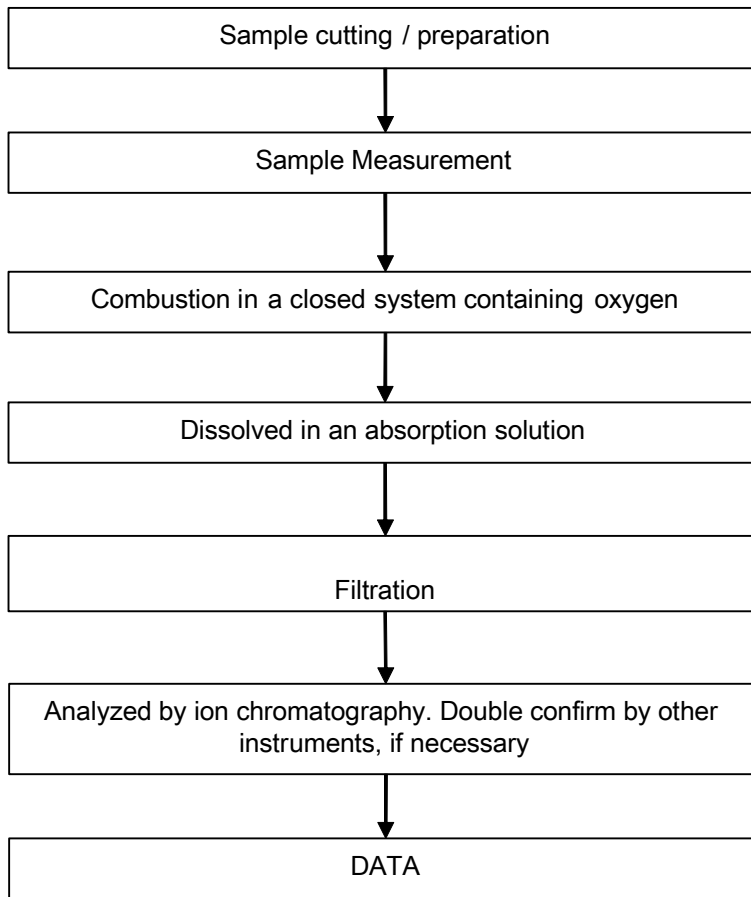 Sample cutting / preparation
Sample Measurement
Combustion in a closed system containing oxygen
Dissolved in an absorption solution
Filtration
Analyzed by ion chromatography. Double confirm by other
instruments, if necessary
DATA